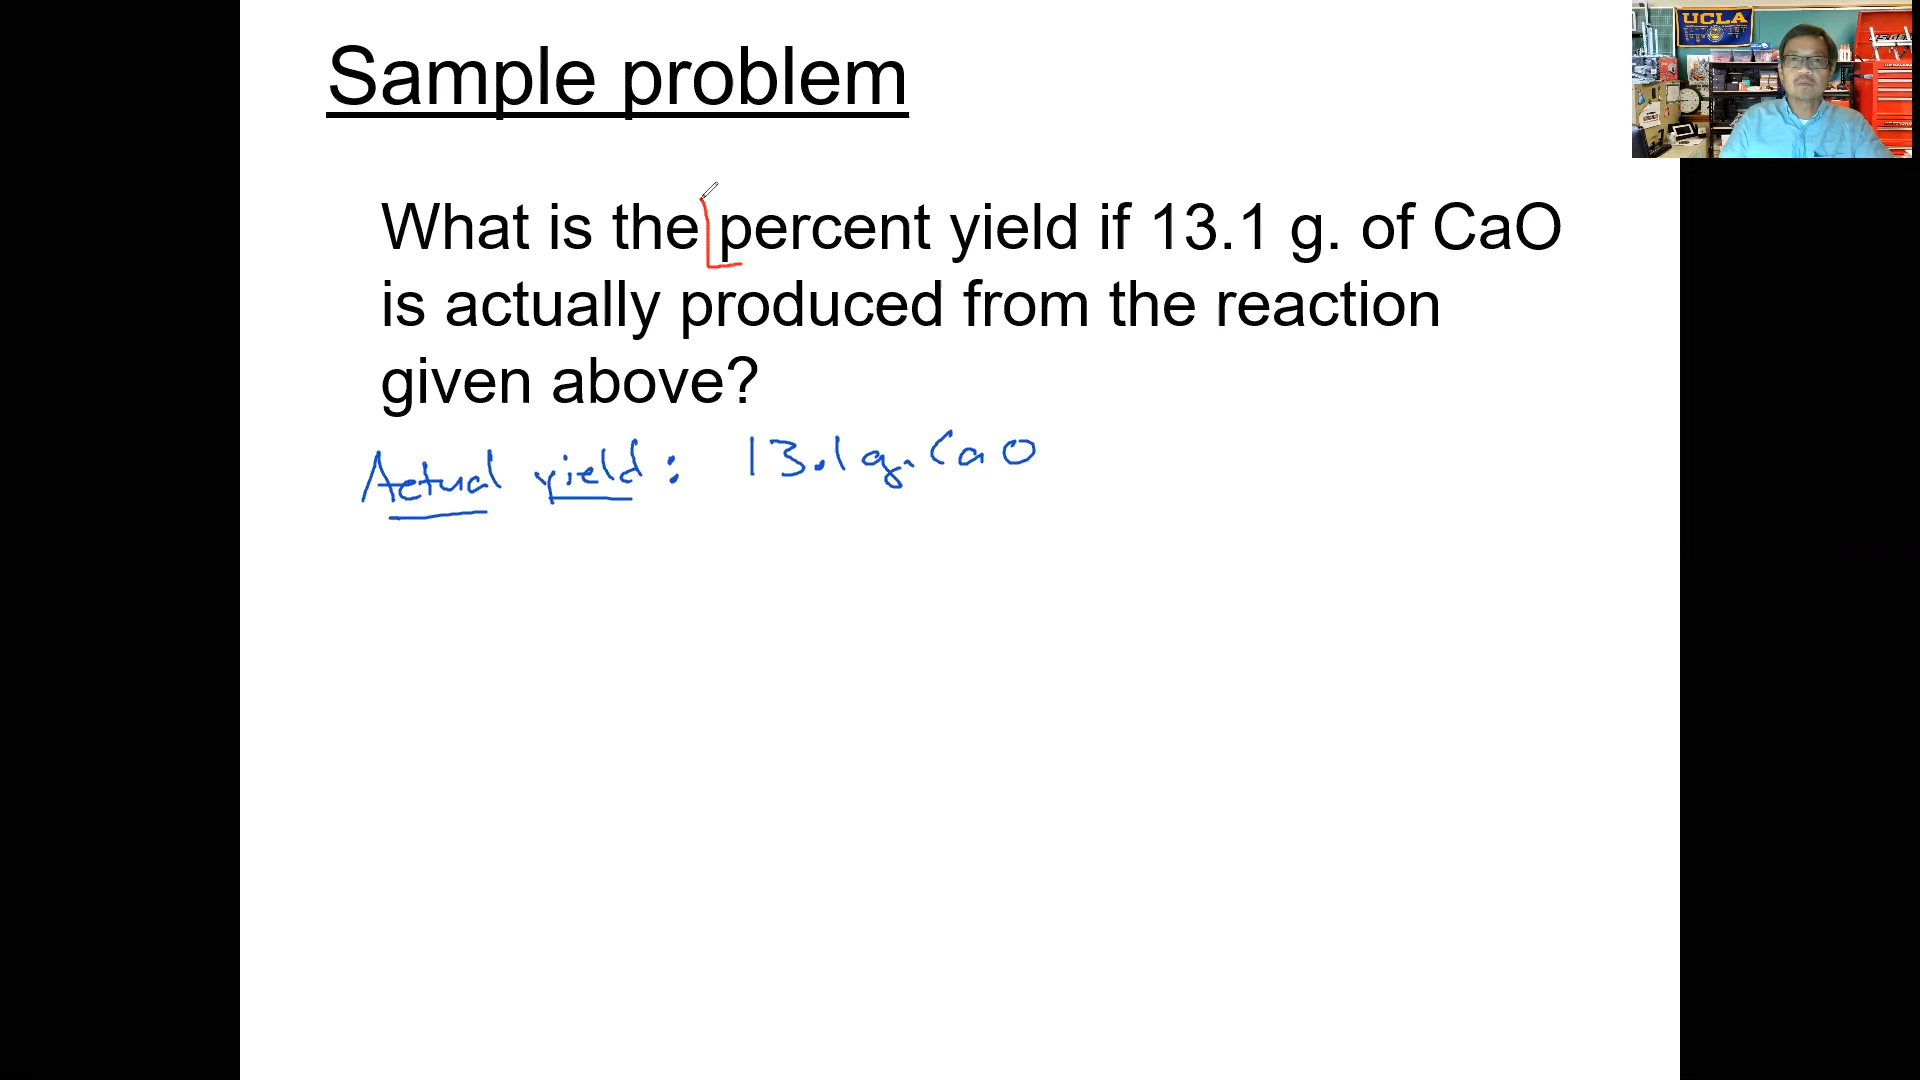 Sample problem
UCLA
What is the percent yield if 13.1 g. of CaO
is actually produced from the reaction
given above?
Actual yield: 13.1 g. CaO